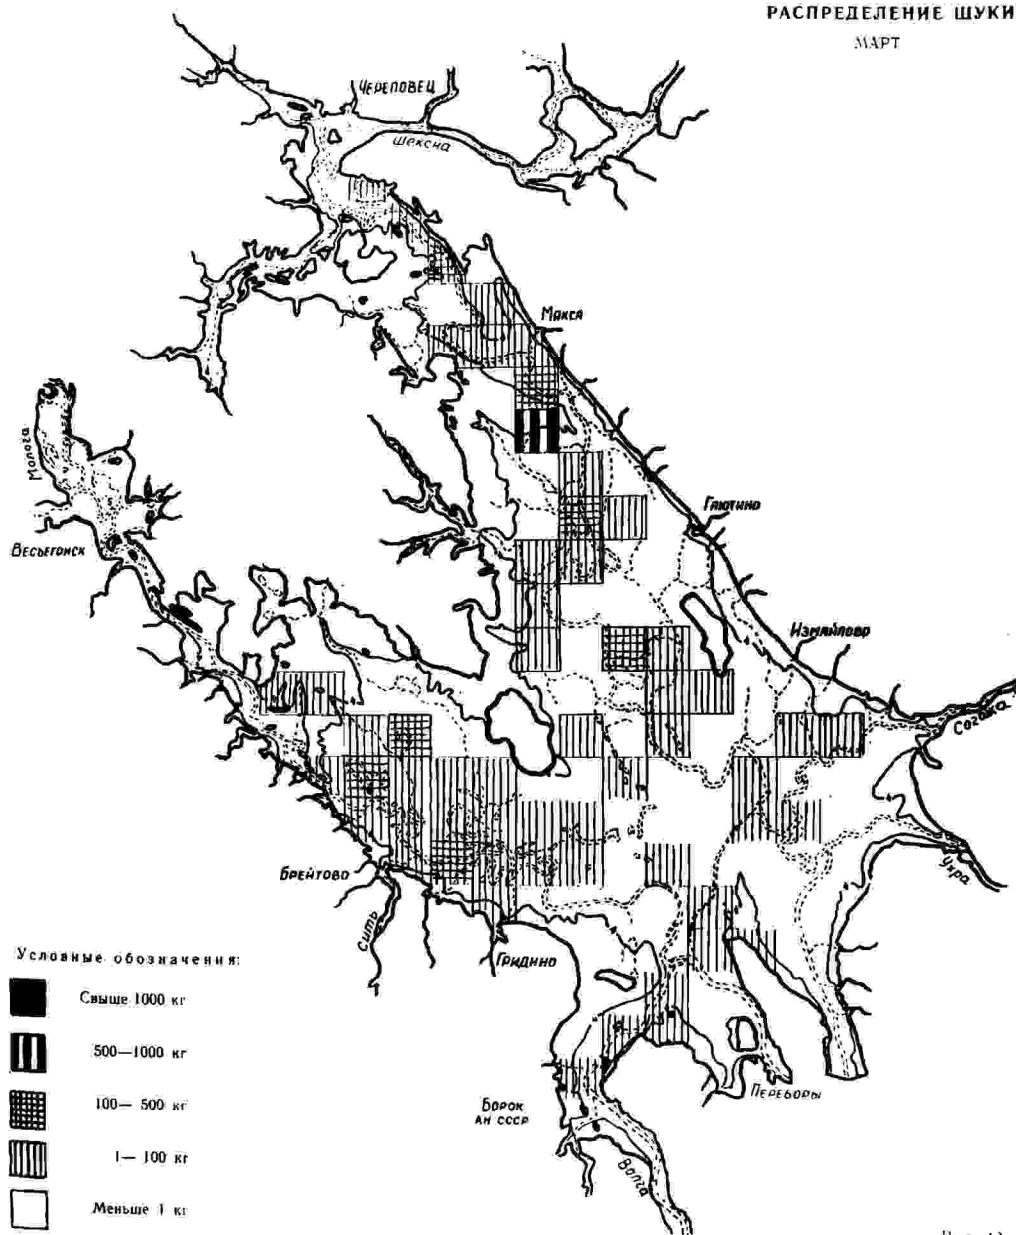 РАСПРЕДЕЛЕНИЕ ЩУКИ
МАРТ
ЧЕРЕПОВЕЦ
Шексна
Макса
Молога
Весьегонск
Гаютино
Измайлово
Согожа
Ухра
Брейтово
Сить
Гридино
Переборы
Борок
АН СССР
Волга
Условные обозначения:
Свыше 1000 кг
500—1000 кг
100— 500 кг
1— 100 кг
Меньше 1 кг